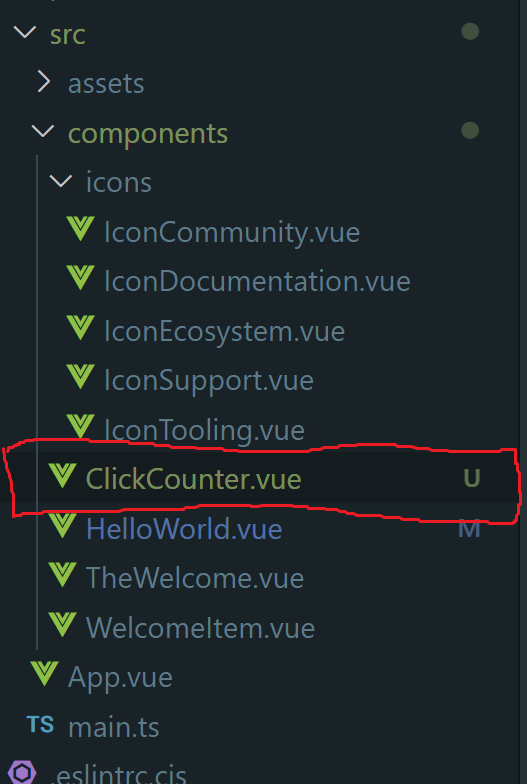 src
assets
components
icons
IconCommunity.vue
IconDocumentation.vue
IconEcosystem.vue
IconSupport.vue
IconTooling.vue
ClickCounter.vue U
HelloWorld.vue M
TheWelcome.vue
WelcomeItem.vue
App.vue
TS main.ts
.eslintrc.cjs